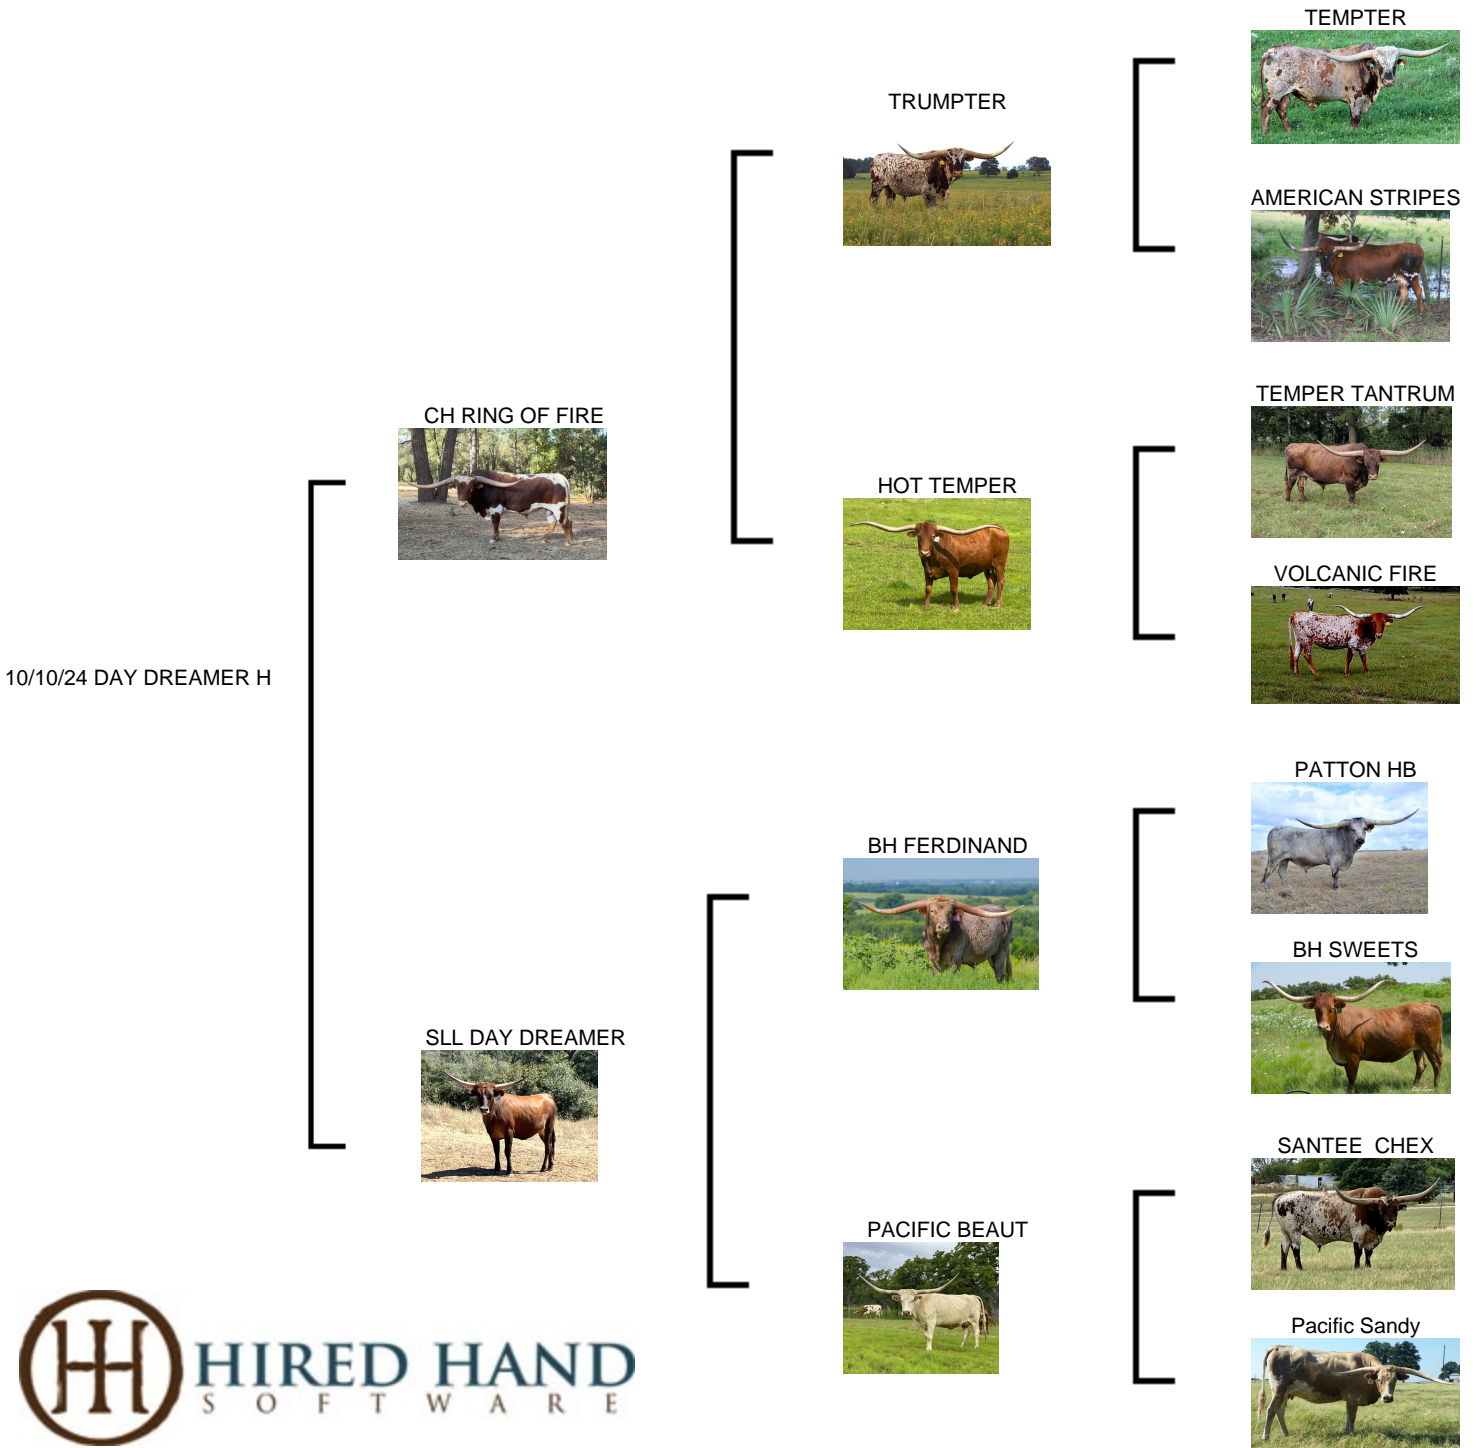 TEMPTER
TRUMPTER
AMERICAN STRIPES
TEMPER TANTRUM
CH RING OF FIRE
HOT TEMPER
VOLCANIC FIRE
10/10/24 DAY DREAMER H
PATTON HB
BH FERDINAND
BH SWEETS
SLL DAY DREAMER
SANTEE  CHEX
PACIFIC BEAUT
Pacific Sandy
HIRED HAND
SOFTWARE